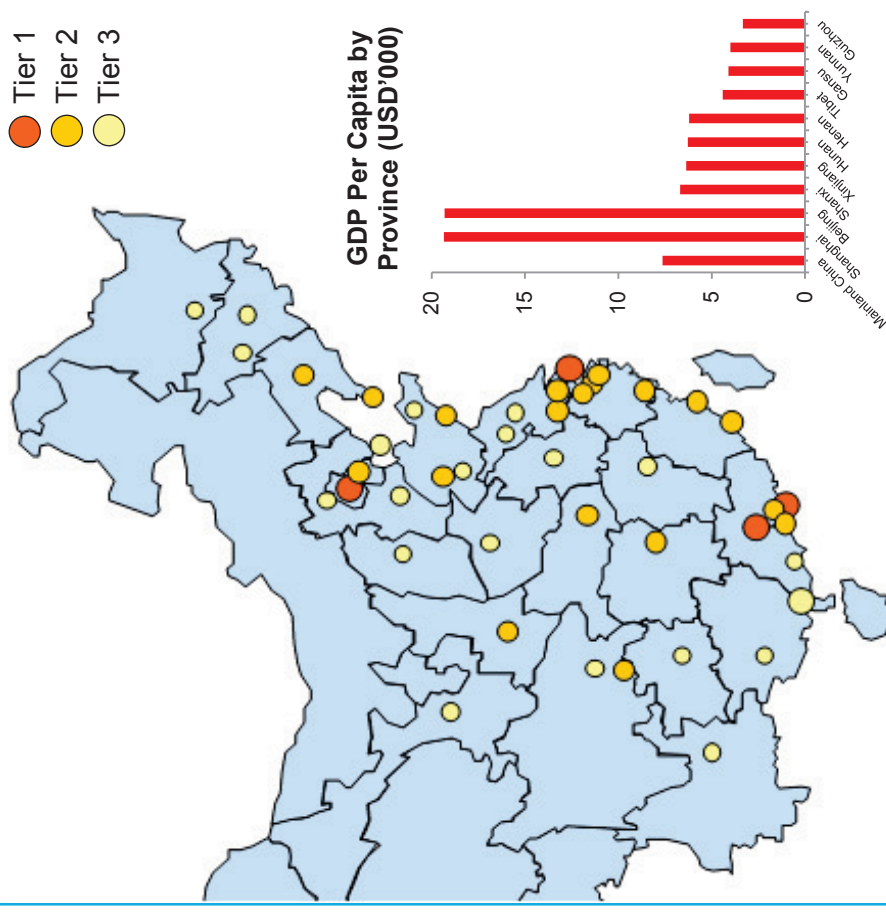 Tier 1
Tier 2
Tier 3
GDP Per Capita by
Province (USD'000)
20
15
10
5
0
Mainland China
Shanghai
Beijing
Shanxi
Xinjiang
Hunan
Henan
Tibet
Gansu
Yunnan
Guizhou